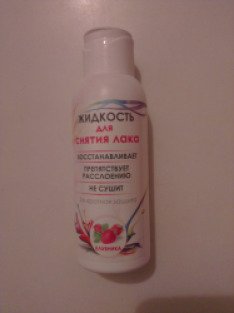 ЖИДКОСТЬ
ДЛЯ
СНЯТИЯ ЛАКА
ВОССТАНАВЛИВАЕТ
ПРЕПЯТСТВУЕТ
РАССЛОЕНИЮ
НЕ СУШИТ
КЛУБНИКА